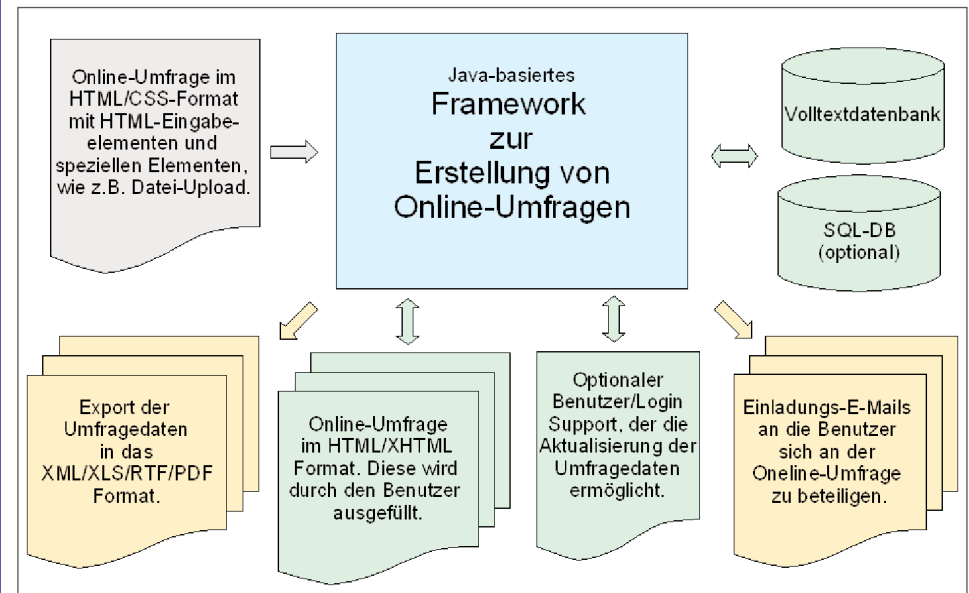 Online-Umfrage im
HTML/CSS-Format
mit HTML-Eingabe-
elementen und
speziellen Elementen,
wie z.B. Datei-Upload.
Java-basiertes
Framework
zur
Erstellung von
Online-Umfragen
Volltextdatenbank
SQL-DB
(optional)
Export der
Umfragedaten
in das
XML/XLS/RTF/PDF
Format.
Online-Umfrage
im HTML/XHTML
Format. Diese wird
durch den Benutzer
ausgefüllt.
Optionaler
Benutzer/Login
Support, der die
Aktualisierung der
Umfragedaten
ermöglicht.
Einladungs-E-Mails
an die Benutzer
sich an der
Oneline-Umfrage
zu beteiligen.